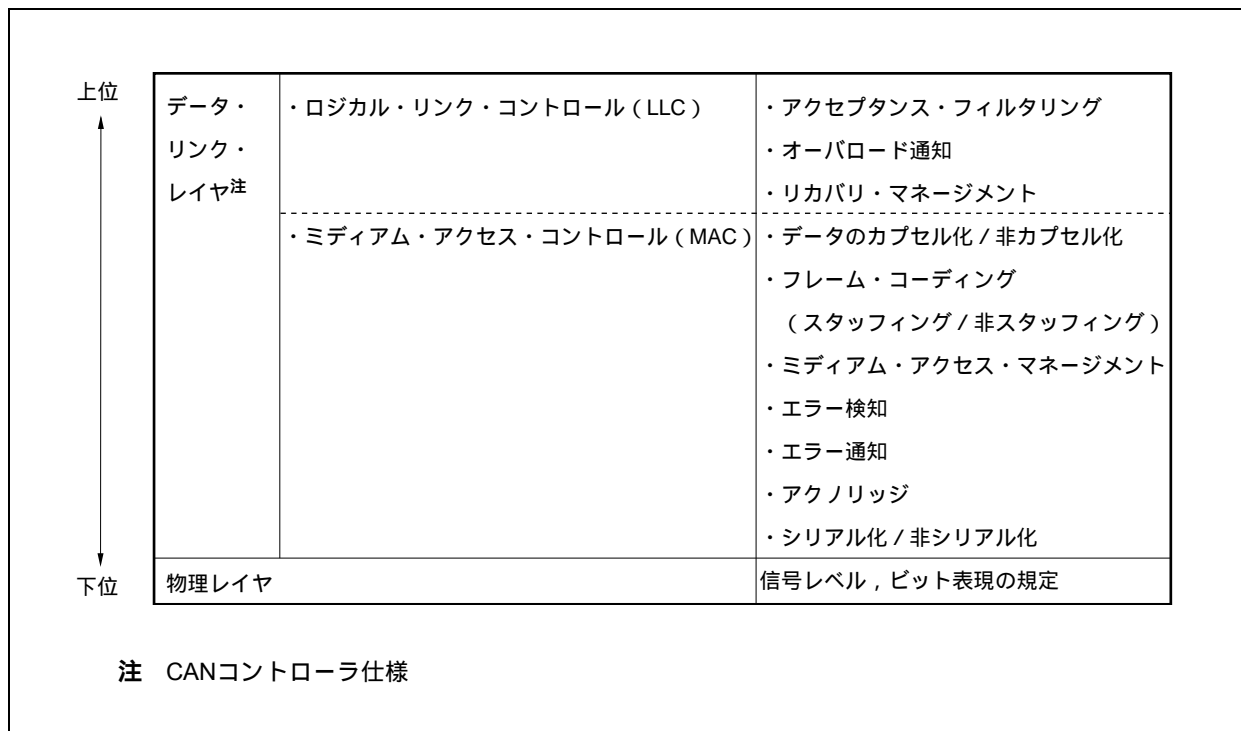 上位
データ・
リンク・
レイヤ注
・ロジカル・リンク・コントロール（LLC）
・アクセプタンス・フィルタリング
・オーバロード通知
・リカバリ・マネージメント
・ミディアム・アクセス・コントロール（MAC）
・データのカプセル化／非カプセル化
・フレーム・コーディング
（スタッフィング／非スタッフィング）
・ミディアム・アクセス・マネージメント
・エラー検知
・エラー通知
・アクノリッジ
・シリアル化／非シリアル化
下位
物理レイヤ
信号レベル，ビット表現の規定
注 CANコントローラ仕様